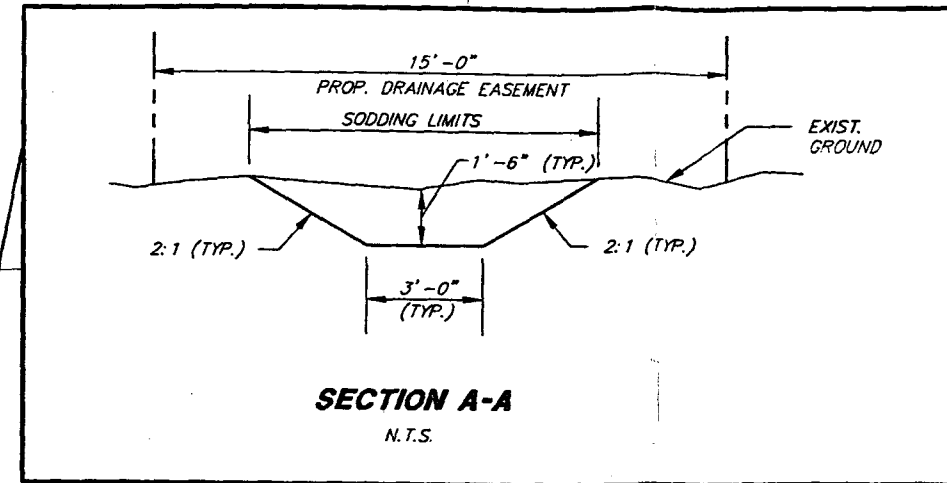 15'-0"
PROP. DRAINAGE EASEMENT
SODDING LIMITS
EXIST.
GROUND
1'-6" (TYP.)
2:1 (TYP.)
2:1 (TYP.)
3'-0"
(TYP.)
SECTION A-A
N.T.S.